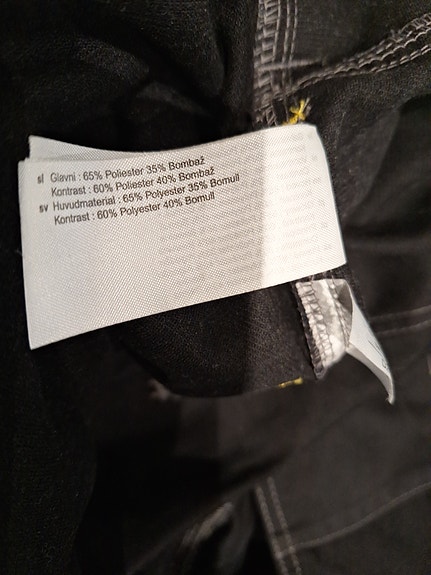 sl Glavni : 65% Poliester 35% Bombaž
Kontrast : 60% Poliester 40% Bombaž
sv Huvudmaterial : 65% Polyester 35% Bomull
Kontrast : 60% Polyester 40% Bomull